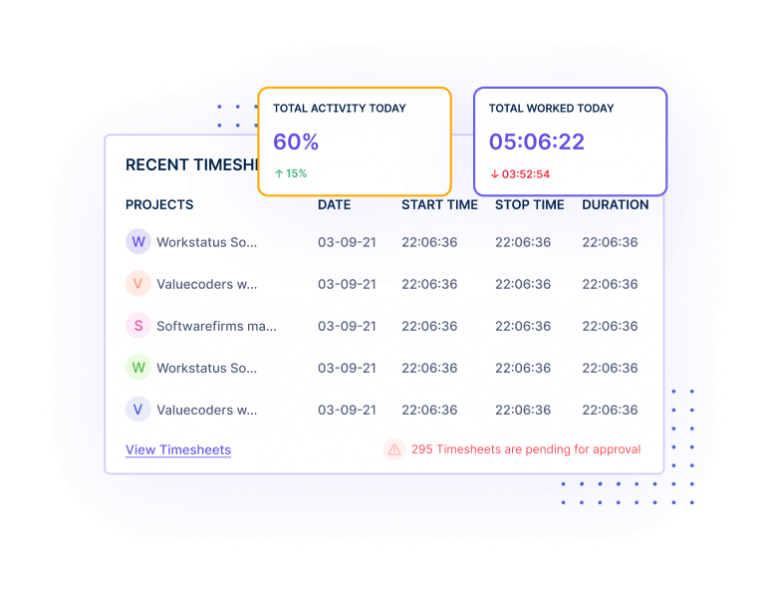 TOTAL ACTIVITY TODAY
60%
↑ 15%
TOTAL WORKED TODAY
05:06:22
↓ 03:52:54
RECENT TIMESHI
PROJECTS DATE START TIME STOP TIME DURATION
W Workstatus So... 03-09-21 22:06:36 22:06:36 22:06:36
V Valuecoders w... 03-09-21 22:06:36 22:06:36 22:06:36
S Softwarefirms ma... 03-09-21 22:06:36 22:06:36 22:06:36
W Workstatus So... 03-09-21 22:06:36 22:06:36 22:06:36
V Valuecoders w... 03-09-21 22:06:36 22:06:36 22:06:36
View Timesheets 295 Timesheets are pending for approval